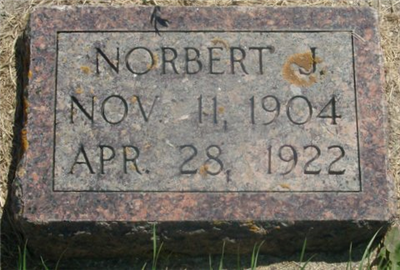 NORBERT J.
NOV. 11, 1904
APR. 28, 1922